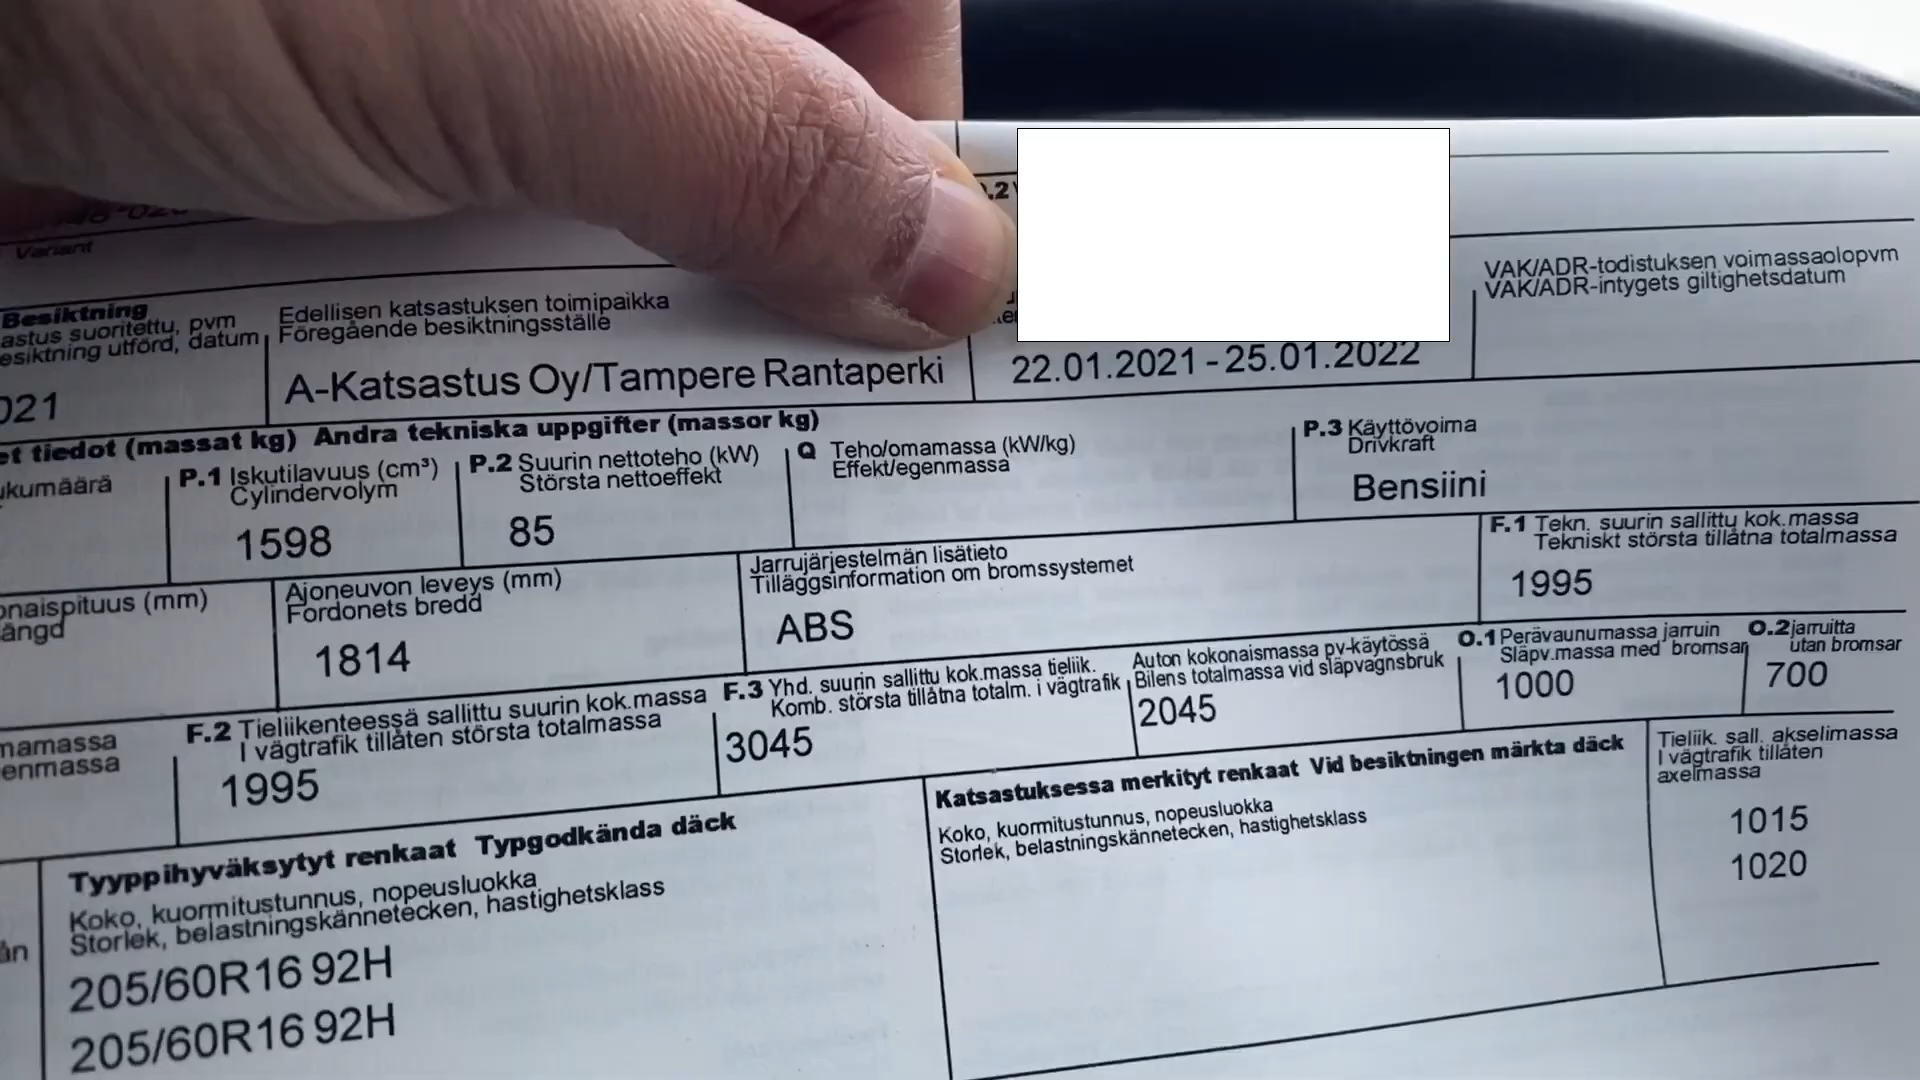 Variant
Besiktning
astus suoritettu, pvm
esiktning utförd, datum
021
Edellisen katsastuksen toimipaikka
Föregående besiktningsställe
A-Katsastus Oy/Tampere Rantaperki
22.01.2021 - 25.01.2022
VAK/ADR-todistuksen voimassaolopvm
VAK/ADR-intygets giltighetsdatum
et tiedot (massat kg) Andra tekniska uppgifter (massor kg)
ukumäärä
P.1 Iskutilavuus (cm³)
Cylindervolym
1598
P.2 Suurin nettoteho (kW)
Största nettoeffekt
85
Q Teho/omamassa (kW/kg)
Effekt/egenmassa
P.3 Käyttövoima
Drivkraft
Bensiini
onaispituus (mm)
ängd
Ajoneuvon leveys (mm)
Fordonets bredd
1814
Jarrujärjestelmän lisätieto
Tilläggsinformation om bromssystemet
ABS
F.1 Tekn. suurin sallittu kok.massa
Tekniskt största tillåtna totalmassa
1995
mamassa
enmassa
F.2 Tieliikenteessä sallittu suurin kok.massa
I vägtrafik tillåten största totalmassa
1995
F.3 Yhd. suurin sallittu kok.massa tieliik.
Komb. största tillåtna totalm. i vägtrafik
3045
Auton kokonaismassa pv-käytössä
Bilens totalmassa vid släpvagnsbruk
2045
O.1 Perävaunumassa jarruin
Släpv.massa med bromsar
1000
O.2 jarruitta
utan bromsar
700
Tyyppihyväksytyt renkaat Typgodkända däck
Koko, kuormitustunnus, nopeusluokka
Storlek, belastningskännetecken, hastighetsklass
205/60R16 92H
205/60R16 92H
Katsastuksessa merkityt renkaat Vid besiktningen märkta däck
Koko, kuormitustunnus, nopeusluokka
Storlek, belastningskännetecken, hastighetsklass
Tieliik. sall. akselimassa
I vägtrafik tillåten
axelmassa
1015
1020